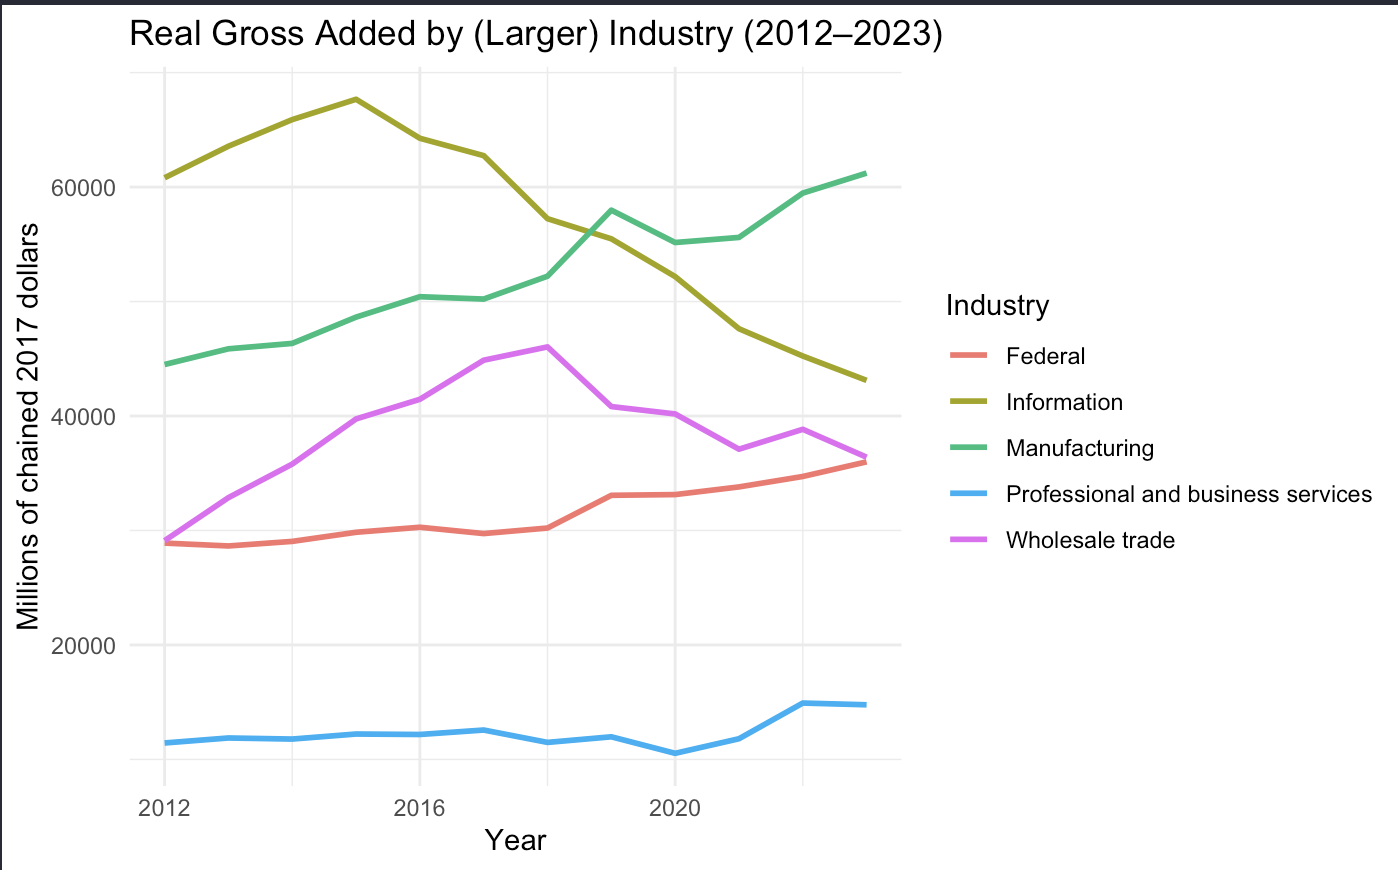 Real Gross Added by (Larger) Industry (2012–2023)
Millions of chained 2017 dollars
60000
40000
20000
2012
2016
2020
Year
Industry
Federal
Information
Manufacturing
Professional and business services
Wholesale trade